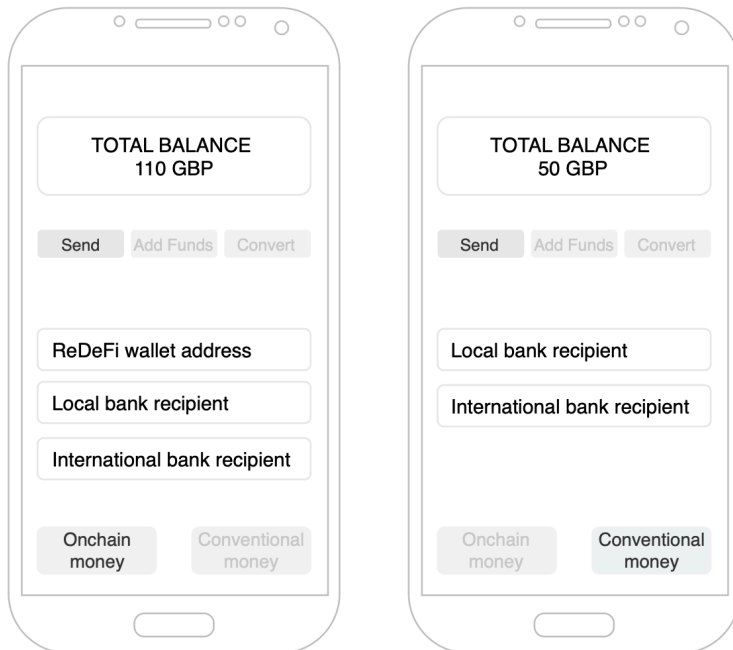 TOTAL BALANCE
110 GBP
Send
Add Funds
Convert
ReDeFi wallet address
Local bank recipient
International bank recipient
Onchain
money
Conventional
money
TOTAL BALANCE
50 GBP
Send
Add Funds
Convert
Local bank recipient
International bank recipient
Onchain
money
Conventional
money